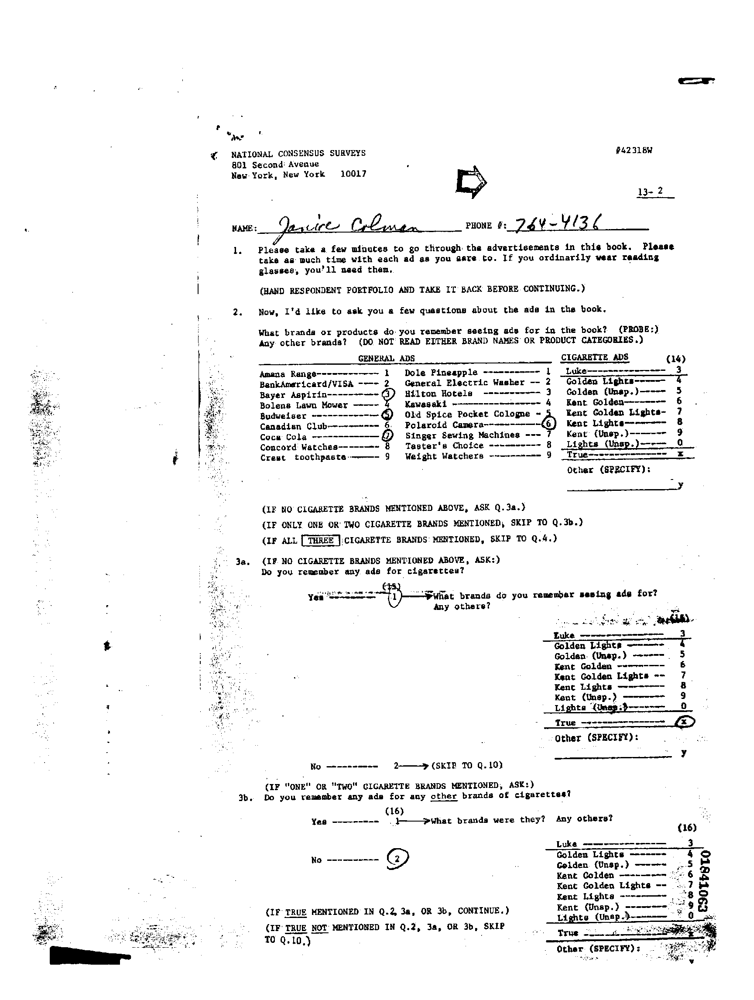 #42318W
NATIONAL CONSENSUS SURVEYS
801 Second Avenue
New York, New York 10017
13- 2
NAME: Janice Colman PHONE #: 764-4136
1. Please take a few minutes to go through the advertisements in this book. Please
take as much time with each ad as you care to. If you ordinarily wear reading
glasses, you'll need them.
(HAND RESPONDENT PORTFOLIO AND TAKE IT BACK BEFORE CONTINUING.)
2. Now, I'd like to ask you a few questions about the ads in the book.
What brands or products do you remember seeing ads for in the book? (PROBE:)
Any other brands? (DO NOT READ EITHER BRAND NAMES OR PRODUCT CATEGORIES.)
GENERAL ADS CIGARETTE ADS (14)
Amana Range------------ 1 Dole Pineapple ----------- 1 Luke------------------ 3
BankAmericard/VISA ---- 2 General Electric Washer -- 2 Golden Lights------ 4
Bayer Aspirin---------- 3 Hilton Hotels ----------- 3 Golden (Unsp.)----- 5
Bolens Lawn Mower ----- 4 Kawasaki ----------------- 4 Kent Golden------- 6
Budweiser ------------- 5 Old Spice Pocket Cologne - 5 Kent Golden Lights- 7
Canadian Club---------- 6 Polaroid Camera----------- 6 Kent Lights-------- 8
Coca Cola ------------- 7 Singer Sewing Machines --- 7 Kent (Unsp.)------- 9
Concord Watches-------- 8 Taster's Choice ---------- 8 Lights (Unsp.)----- 0
Crest toothpaste------- 9 Weight Watchers ---------- 9 True--------------- x
Other (SPECIFY):
y
(IF NO CIGARETTE BRANDS MENTIONED ABOVE, ASK Q.3a.)
(IF ONLY ONE OR TWO CIGARETTE BRANDS MENTIONED, SKIP TO Q.3b.)
(IF ALL THREE CIGARETTE BRANDS MENTIONED, SKIP TO Q.4.)
3a. (IF NO CIGARETTE BRANDS MENTIONED ABOVE, ASK:)
Do you remember any ads for cigarettes?
(15)
Yes --------- 1 What brands do you remember seeing ads for?
Any others?
Luke ---------------- 3
Golden Lights ------- 4
Golden (Unsp.) ------ 5
Kent Golden --------- 6
Kent Golden Lights -- 7
Kent Lights --------- 8
Kent (Unsp.) -------- 9
Lights (Unsp.)------- 0
True ---------------- x
Other (SPECIFY):
y
No ---------- 2 (SKIP TO Q.10)
(IF "ONE" OR "TWO" CIGARETTE BRANDS MENTIONED, ASK:)
3b. Do you remember any ads for any other brands of cigarettes?
(16)
Yes --------- 1 What brands were they? Any others?
(16)
Luke ---------------- 3
No ---------- 2 Golden Lights ------- 4
Golden (Unsp.) ------ 5
Kent Golden --------- 6
Kent Golden Lights -- 7
Kent Lights --------- 8
(IF TRUE MENTIONED IN Q.2, 3a, OR 3b, CONTINUE.) Kent (Unsp.) -------- 9
Lights (Unsp.)------- 0
(IF TRUE NOT MENTIONED IN Q.2, 3a, OR 3b, SKIP True
TO Q.10.)
Other (SPECIFY):
01841063